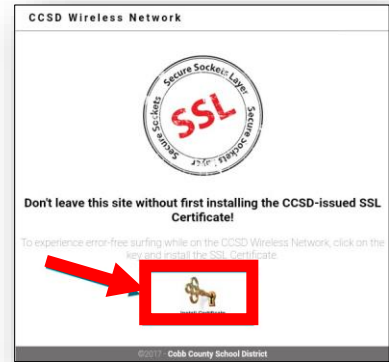 CCSD Wireless Network
Secure Sockets Layer
Secure Sockets
SSL
Secure Sockets Layer
Don't leave this site without first installing the CCSD-issued SSL
Certificate!
To experience error-free surfing while on the CCSD Wireless Network, click on the
key and install the SSL Certificate.
Install Certificate
©2017 - Cobb County School District